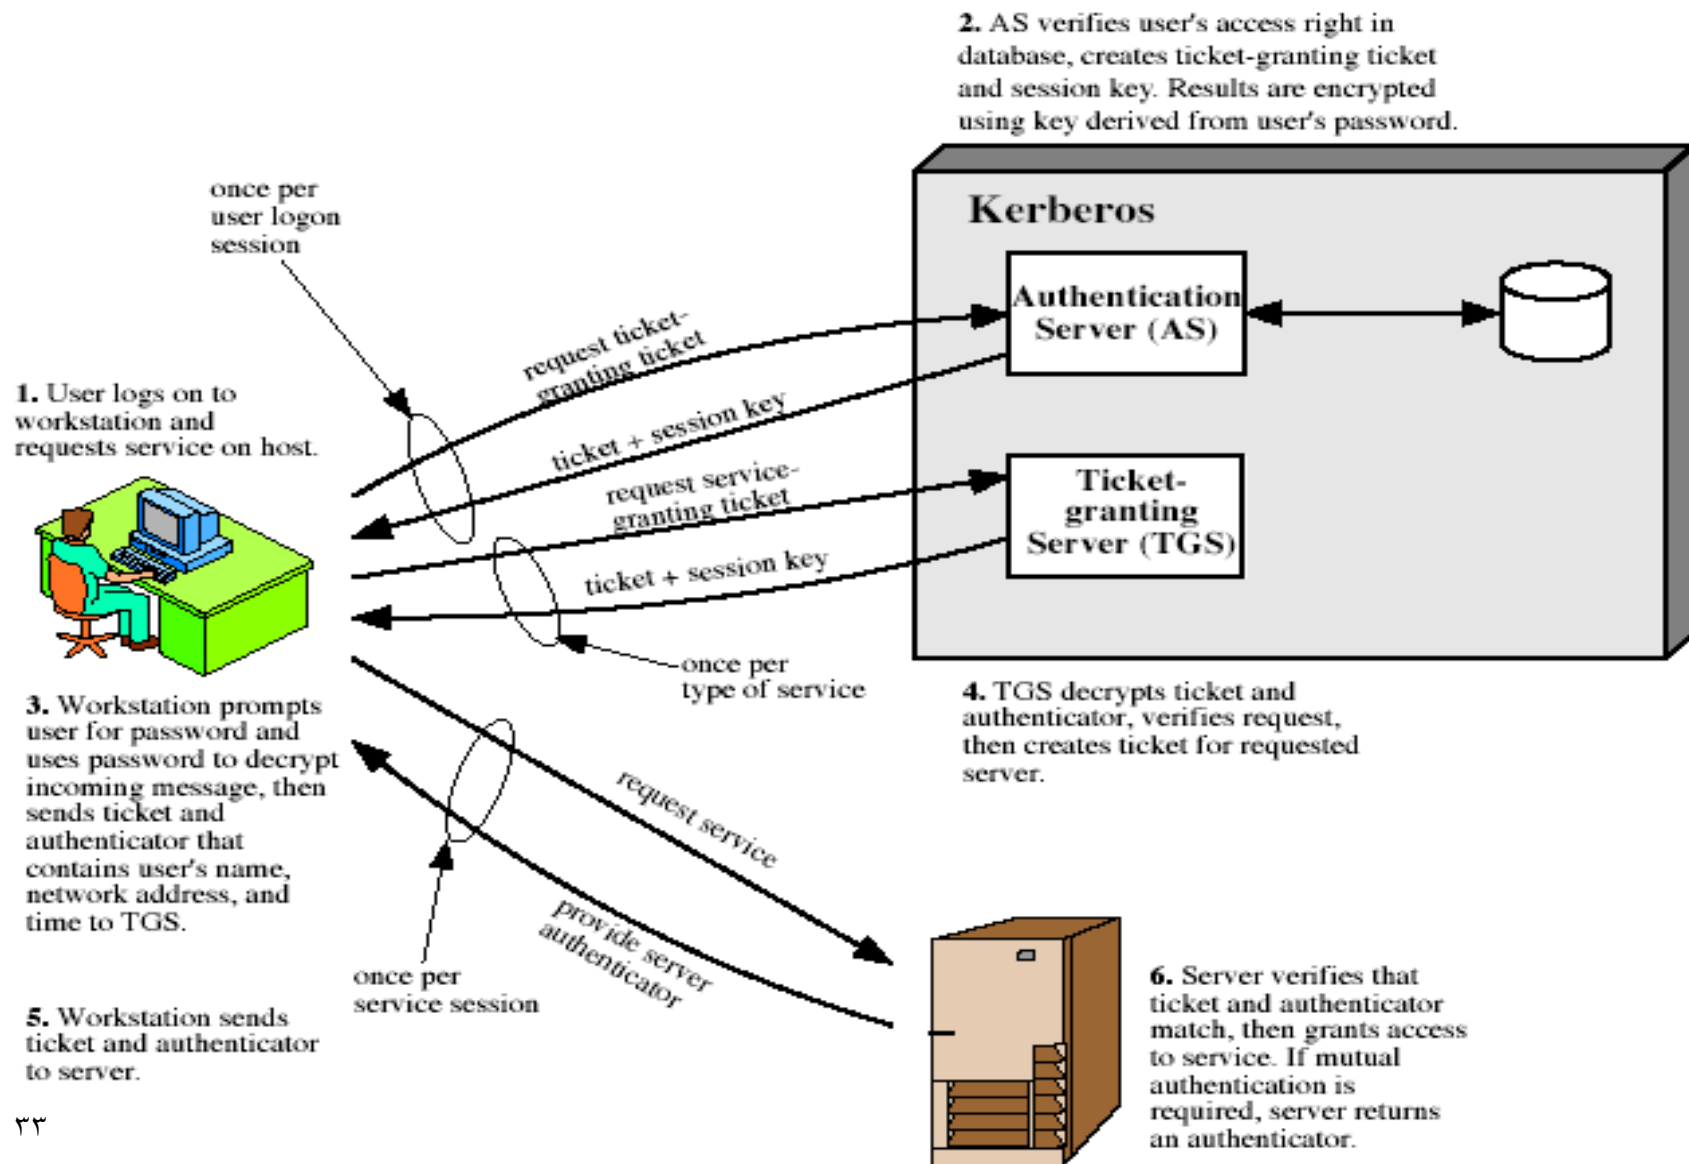 2. AS verifies user's access right in
database, creates ticket-granting ticket
and session key. Results are encrypted
using key derived from user's password.
once per
user logon
session
Kerberos
Authentication
Server (AS)
request ticket-
granting ticket
1. User logs on to
workstation and
requests service on host.
ticket + session key
request service-
granting ticket
Ticket-
granting
Server (TGS)
ticket + session key
once per
type of service
3. Workstation prompts
user for password and
uses password to decrypt
incoming message, then
sends ticket and
authenticator that
contains user's name,
network address, and
time to TGS.
4. TGS decrypts ticket and
authenticator, verifies request,
then creates ticket for requested
server.
request service
provide server
authenticator
once per
service session
5. Workstation sends
ticket and authenticator
to server.
6. Server verifies that
ticket and authenticator
match, then grants access
to service. If mutual
authentication is
required, server returns
an authenticator.
۳۳